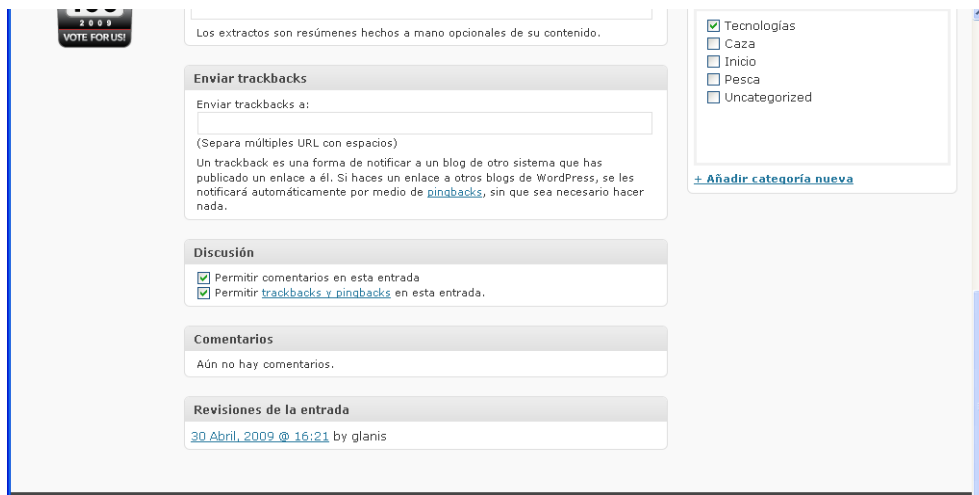 2009
VOTE FOR US!
Los extractos son resúmenes hechos a mano opcionales de su contenido.
Enviar trackbacks
Enviar trackbacks a:
(Separa múltiples URL con espacios)
Un trackback es una forma de notificar a un blog de otro sistema que has
publicado un enlace a él. Si haces un enlace a otros blogs de WordPress, se les
notificará automáticamente por medio de pingbacks, sin que sea necesario hacer
nada.
Discusión
Permitir comentarios en esta entrada
Permitir trackbacks y pingbacks en esta entrada.
Comentarios
Aún no hay comentarios.
Revisiones de la entrada
30 Abril, 2009 @ 16:21 by glanis
Tecnologías
Caza
Inicio
Pesca
Uncategorized
+ Añadir categoría nueva